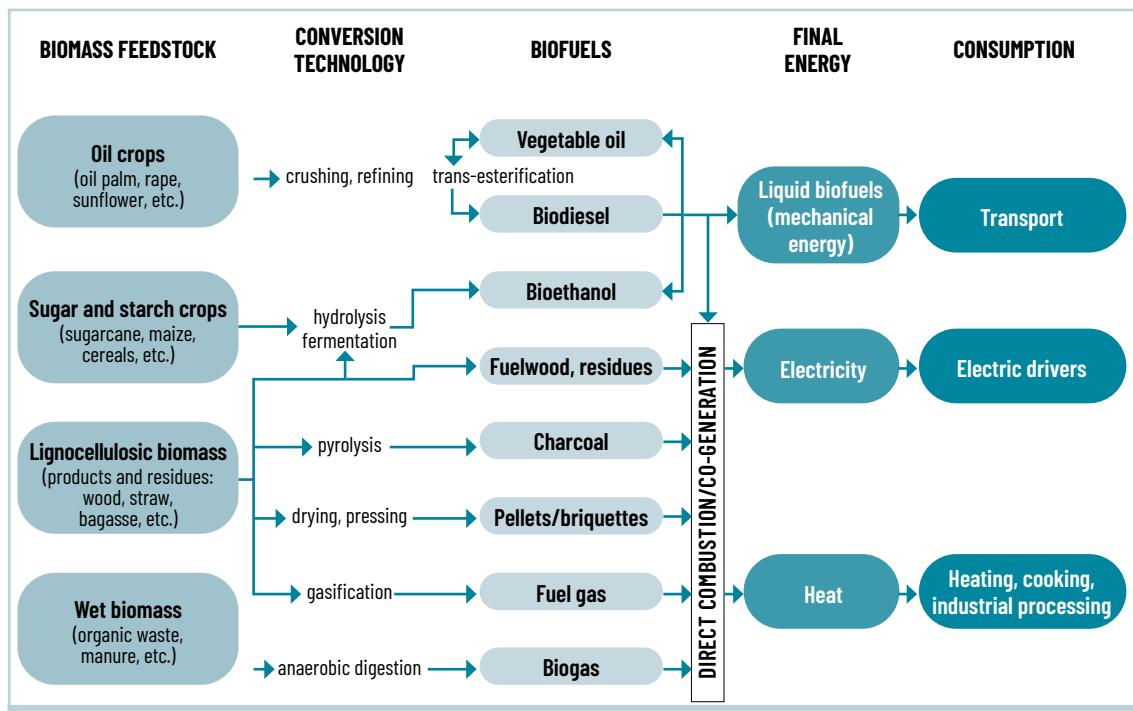 BIOMASS FEEDSTOCK
CONVERSION
TECHNOLOGY
BIOFUELS
FINAL
ENERGY
CONSUMPTION
Oil crops
(oil palm, rape,
sunflower, etc.)
crushing, refining
trans-esterification
Vegetable oil
Biodiesel
Liquid biofuels
(mechanical
energy)
Transport
Sugar and starch crops
(sugarcane, maize,
cereals, etc.)
hydrolysis
fermentation
Bioethanol
Fuelwood, residues
Electricity
Electric drivers
Lignocellulosic biomass
(products and residues:
wood, straw,
bagasse, etc.)
pyrolysis
Charcoal
drying, pressing
Pellets/briquettes
gasification
Fuel gas
DIRECT COMBUSTION/CO-GENERATION
Heat
Heating, cooking,
industrial processing
Wet biomass
(organic waste,
manure, etc.)
anaerobic digestion
Biogas